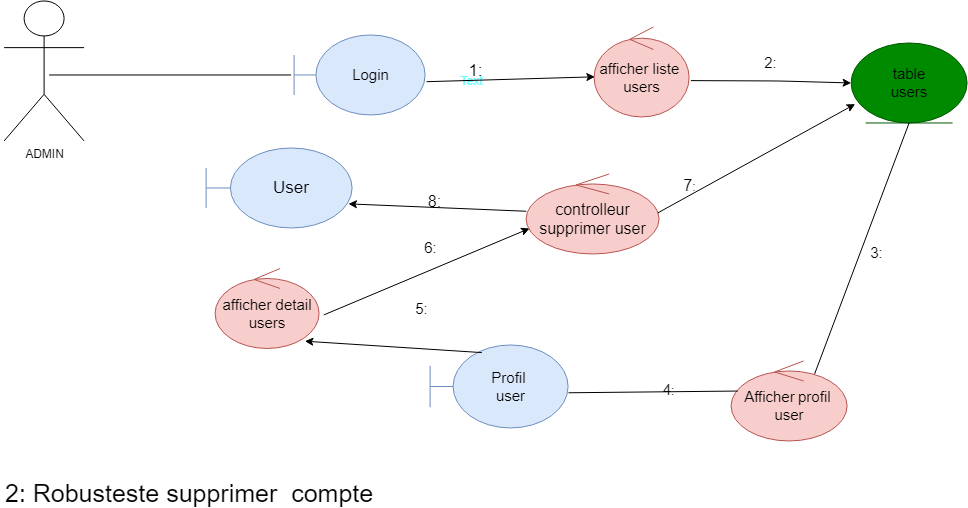 ADMIN
Login
1:
Text
afficher liste
users
2:
table
users
User
8:
controlleur
supprimer user
7:
6:
3:
afficher detail
users
5:
Profil
user
4:
Afficher profil
user
2: Robusteste supprimer  compte